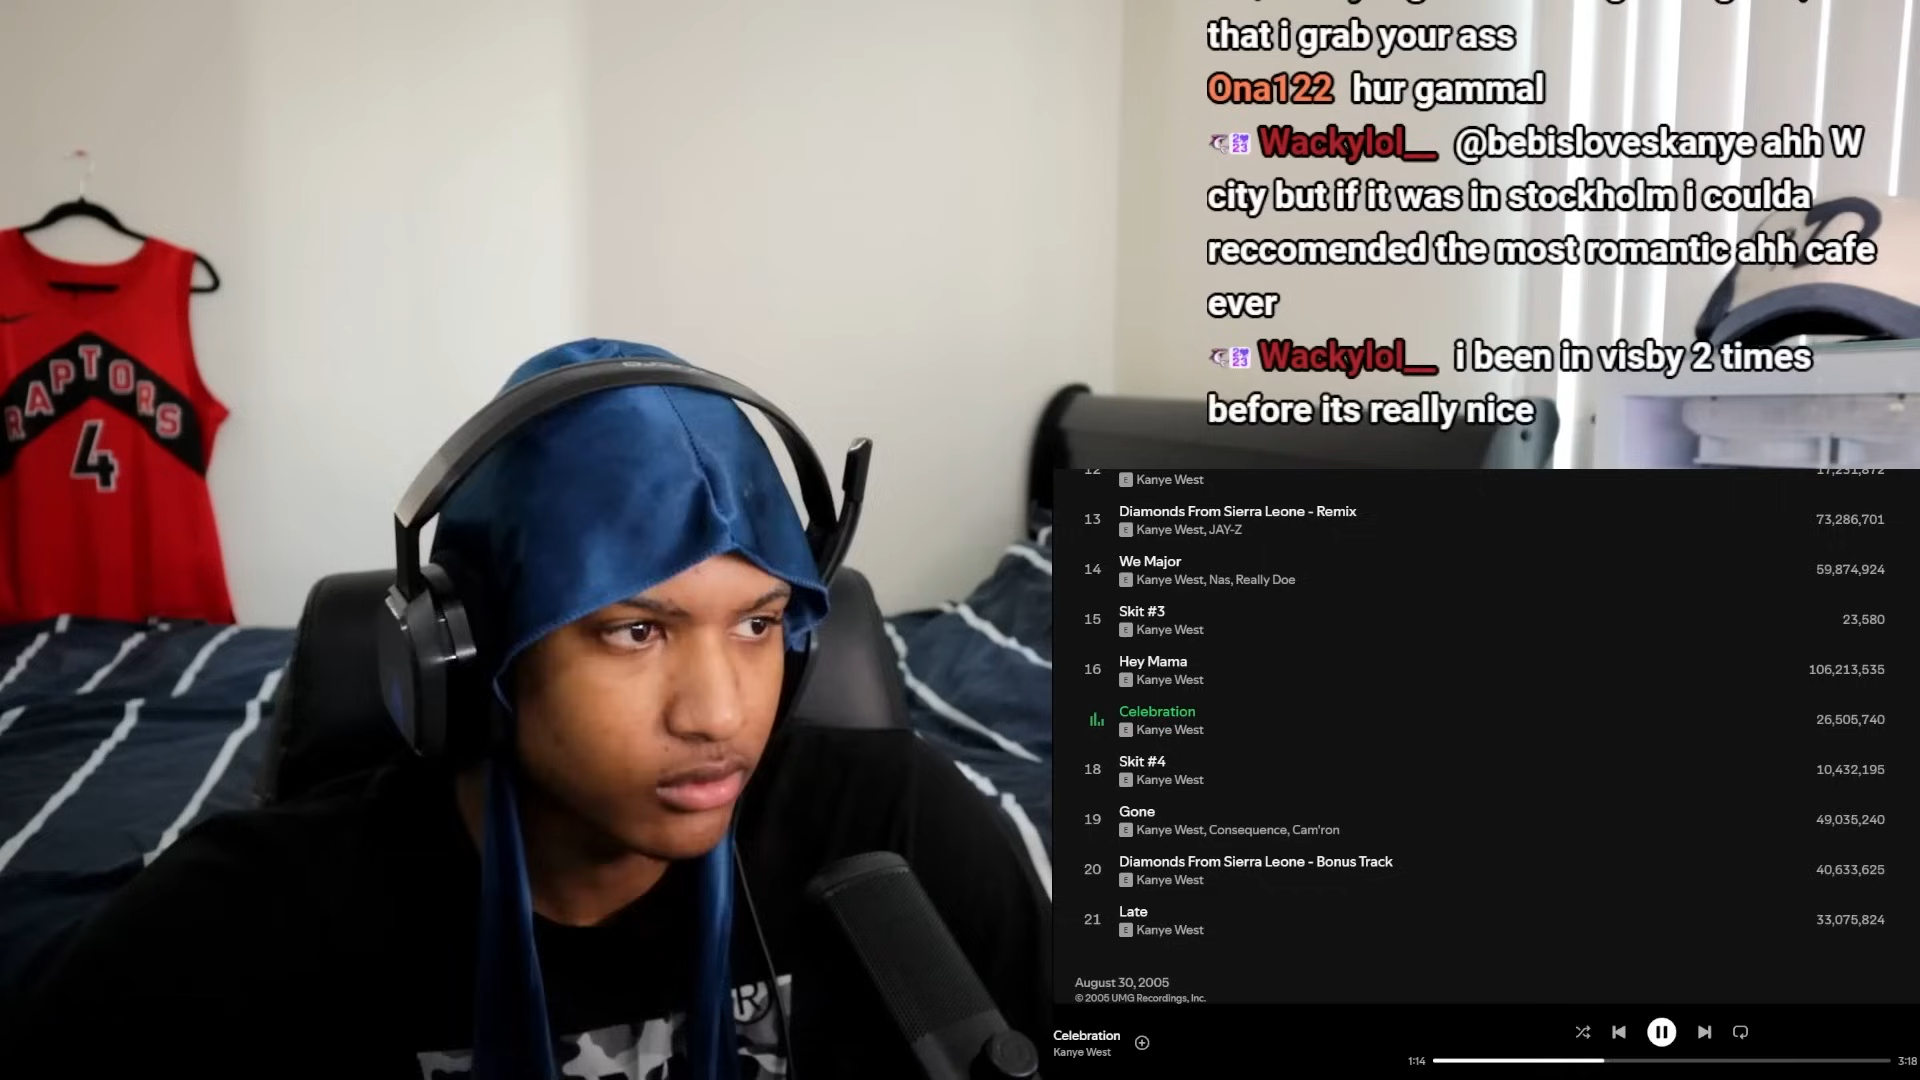 that i grab your ass
Ona122 hur gammal
Wackylol__ @bebisloveskanye ahh W
city but if it was in stockholm i coulda
reccomended the most romantic ahh cafe
ever
Wackylol__ i been in visby 2 times
before its really nice
RAPTORS
4
12
E Kanye West
17,231,872
13
Diamonds From Sierra Leone - Remix
E Kanye West, JAY-Z
73,286,701
14
We Major
E Kanye West, Nas, Really Doe
59,874,924
15
Skit #3
E Kanye West
23,580
16
Hey Mama
E Kanye West
106,213,535
Celebration
E Kanye West
26,505,740
18
Skit #4
E Kanye West
10,432,195
19
Gone
E Kanye West, Consequence, Cam'ron
49,035,240
20
Diamonds From Sierra Leone - Bonus Track
E Kanye West
40,633,625
21
Late
E Kanye West
33,075,824
August 30, 2005
© 2005 UMG Recordings, Inc.
Celebration
Kanye West
1:14
3:18